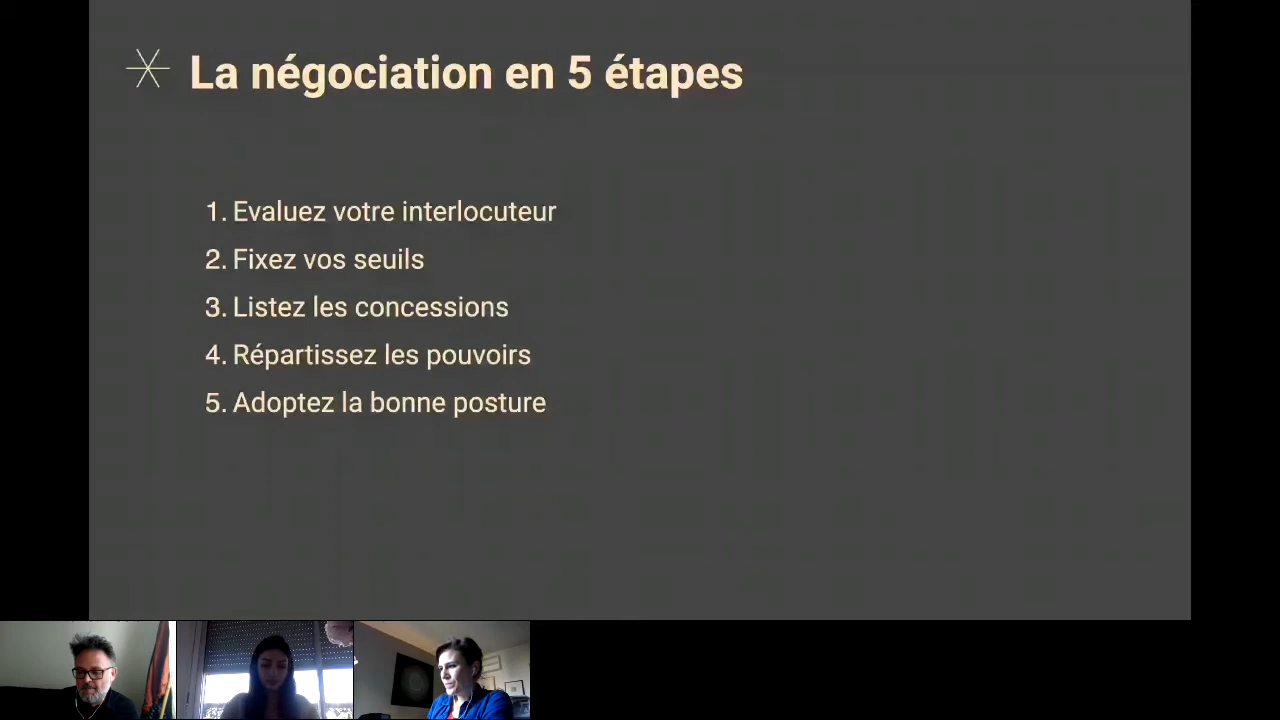 La négociation en 5 étapes
1. Evaluez votre interlocuteur
2. Fixez vos seuils
3. Listez les concessions
4. Répartissez les pouvoirs
5. Adoptez la bonne posture